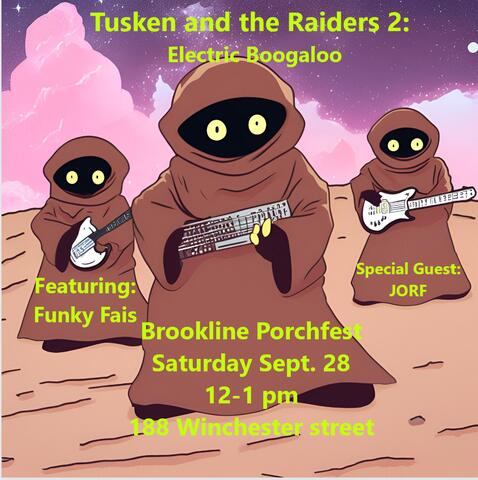 Tusken and the Raiders 2:
Electric Boogaloo
Featuring:
Funky Fais
Special Guest:
JORF
Brookline Porchfest
Saturday Sept. 28
12-1 pm
188 Winchester street